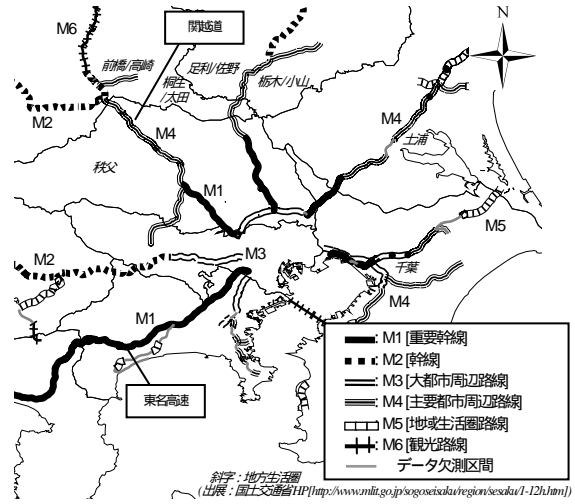 N
M6
関越道
前橋/高崎
足利/佐野
桐生
/太田
栃木/小山
M2
M4
M4
土浦
秩父
M1
M5
M2
M3
千葉
M4
M1
東名高速
M1 [重要幹線]
M2 [幹線]
M3 [大都市周辺路線]
M4 [主要都市周辺路線]
M5 [地域生活圏路線]
M6 [観光路線]
データ欠測区間
斜字:地方生活圏
(出展:国土交通省HP[http://www.mlit.go.jp/sogoseisaku/region/sesaku/1-12h.htm])